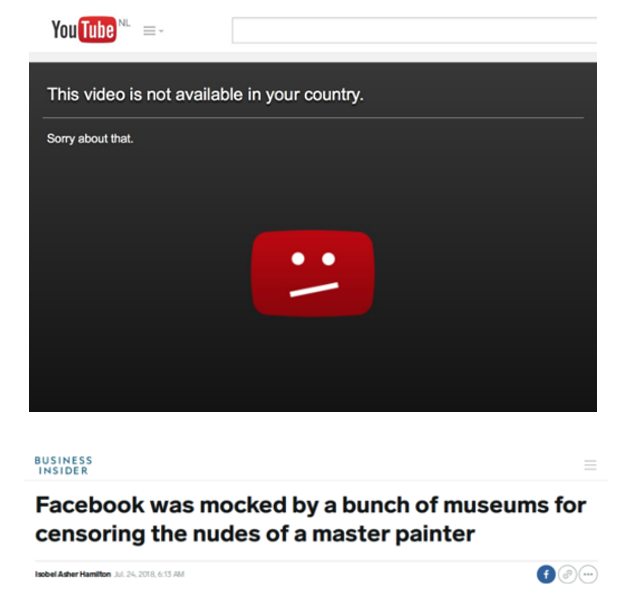 YouTube NL
This video is not available in your country.
Sorry about that.
BUSINESS
INSIDER
Facebook was mocked by a bunch of museums for
censoring the nudes of a master painter
Isobel Asher Hamilton Jul. 24, 2018, 6:13 AM
f